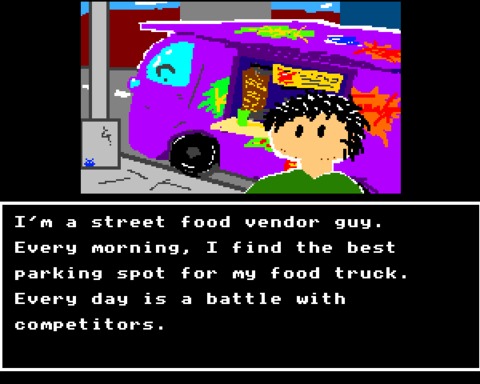 I'm a street food vendor guy.
Every morning, I find the best
parking spot for my food truck.
Every day is a battle with
competitors.